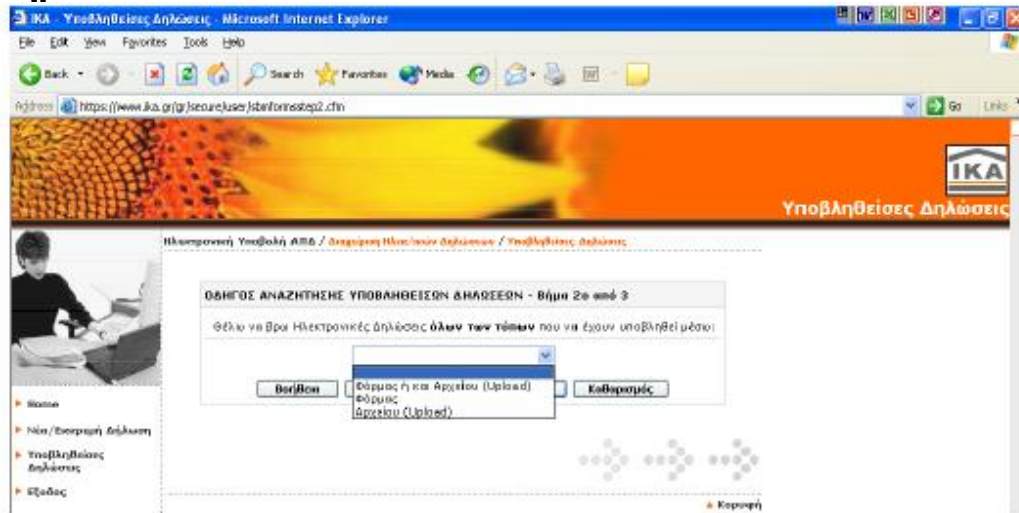 IKA - Υποβληθείσες Δηλώσεις - Microsoft Internet Explorer
File Edit View Favorites Tools Help
Back Search Favorites Media
Address https://www.ika.gr/gr/secure/user/sbmformsstep2.cfm Go Links
IKA
Υποβληθείσες Δηλώσεις
Ηλεκτρονική Υποβολή ΑΠΔ / Διαχείριση Ηλεκ/κών Δηλώσεων / Υποβληθείσες Δηλώσεις
ΟΔΗΓΟΣ ΑΝΑΖΗΤΗΣΗΣ ΥΠΟΒΛΗΘΕΙΣΩΝ ΔΗΛΩΣΕΩΝ - Βήμα 2ο από 3
Θέλω να βρω Ηλεκτρονικές Δηλώσεις όλων των τύπων που να έχουν υποβληθεί μέσω:
Φόρμας ή και Αρχείου (Upload)
Φόρμας
Αρχείου (Upload)
Βοήθεια Καθαρισμός
Home
Νέα/Εκκρεμή Δήλωση
Υποβληθείσες
Δηλώσεις
Έξοδος
Κορυφή